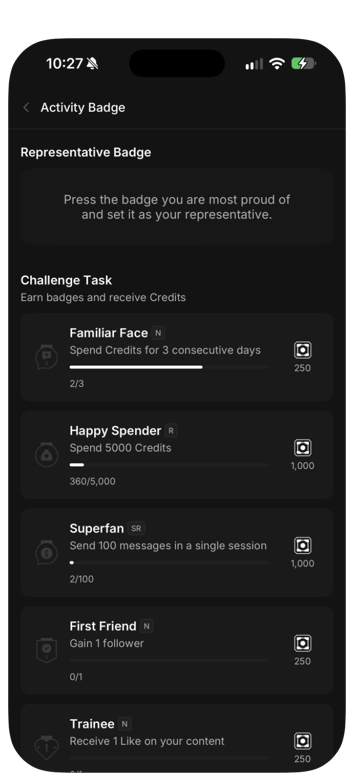 10:27
Activity Badge
Representative Badge
Press the badge you are most proud of
and set it as your representative.
Challenge Task
Earn badges and receive Credits
Familiar Face N
Spend Credits for 3 consecutive days
250
2/3
Happy Spender R
Spend 5000 Credits
1,000
360/5,000
Superfan SR
Send 100 messages in a single session
1,000
2/100
First Friend N
Gain 1 follower
250
0/1
Trainee N
Receive 1 Like on your content
250